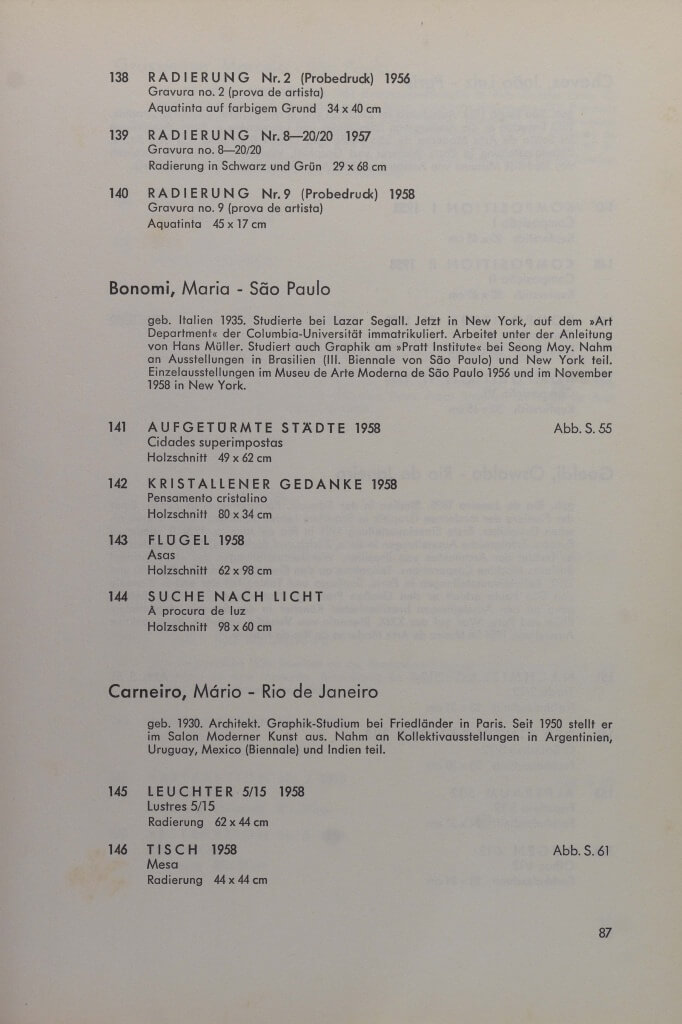 138 RADIERUNG Nr. 2 (Probedruck) 1956
Gravura no. 2 (prova de artista)
Aquatinta auf farbigem Grund 34 x 40 cm
139 RADIERUNG Nr. 8—20/20 1957
Gravura no. 8—20/20
Radierung in Schwarz und Grün 29 x 68 cm
140 RADIERUNG Nr. 9 (Probedruck) 1958
Gravura no. 9 (prova de artista)
Aquatinta 45 x 17 cm
Bonomi, Maria - São Paulo
geb. Italien 1935. Studierte bei Lazar Segall. Jetzt in New York, auf dem »Art
Department« der Columbia-Universität immatrikuliert. Arbeitet unter der Anleitung
von Hans Müller. Studiert auch Graphik am »Pratt Institute« bei Seong Moy. Nahm
an Ausstellungen in Brasilien (III. Biennale von São Paulo) und New York teil.
Einzelausstellungen im Museu de Arte Moderna de São Paulo 1956 und im November
1958 in New York.
141 AUFGETÜRMTE STÄDTE 1958 Abb. S. 55
Cidades superimpostas
Holzschnitt 49 x 62 cm
142 KRISTALLENER GEDANKE 1958
Pensamento cristalino
Holzschnitt 80 x 34 cm
143 FLÜGEL 1958
Asas
Holzschnitt 62 x 98 cm
144 SUCHE NACH LICHT
À procura de luz
Holzschnitt 98 x 60 cm
Carneiro, Mário - Rio de Janeiro
geb. 1930. Architekt. Graphik-Studium bei Friedländer in Paris. Seit 1950 stellt er
im Salon Moderner Kunst aus. Nahm an Kollektivausstellungen in Argentinien,
Uruguay, Mexico (Biennale) und Indien teil.
145 LEUCHTER 5/15 1958
Lustres 5/15
Radierung 62 x 44 cm
146 TISCH 1958 Abb. S. 61
Mesa
Radierung 44 x 44 cm
87